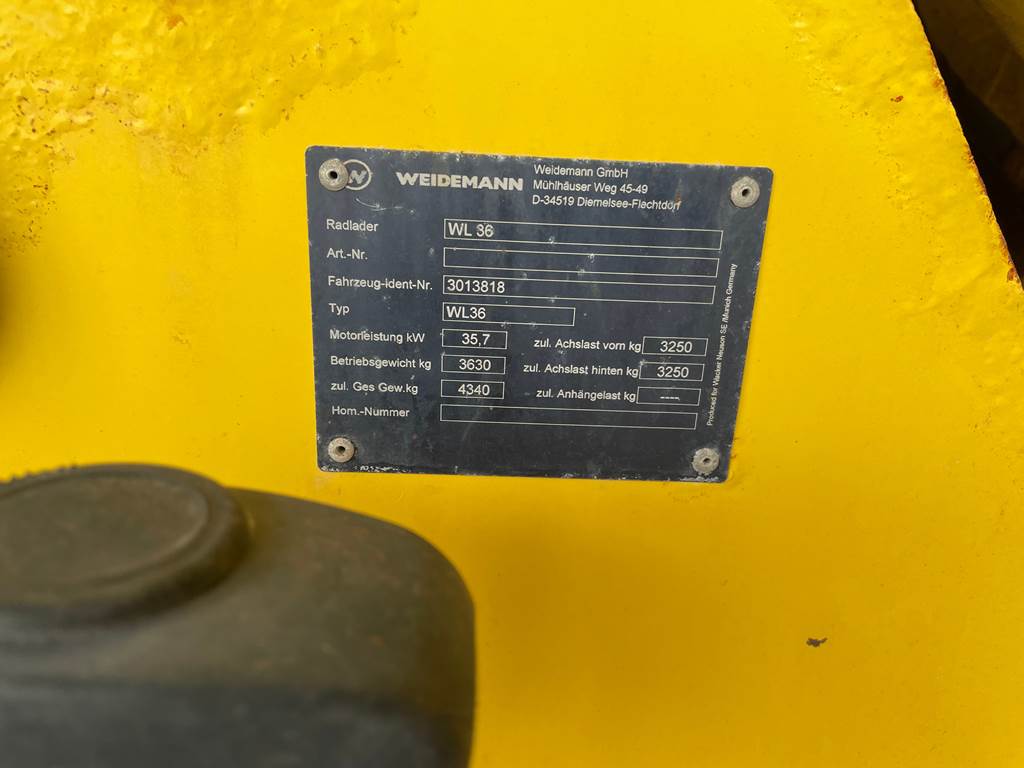 W WEIDEMANN
Weidemann GmbH
Mühlhäuser Weg 45-49
D-34519 Diemelsee-Flechtdorf
Radlader WL 36
Art.-Nr.
Fahrzeug-Ident-Nr. 3013818
Typ WL36
Motorleistung kW 35,7 zul. Achslast vorn kg 3250
Betriebsgewicht kg 3630 zul. Achslast hinten kg 3250
zul. Ges Gew.kg 4340 zul. Anhängelast kg ----.
Hom.-Nummer
Produced for Wacker Neuson SE /Munich Germany